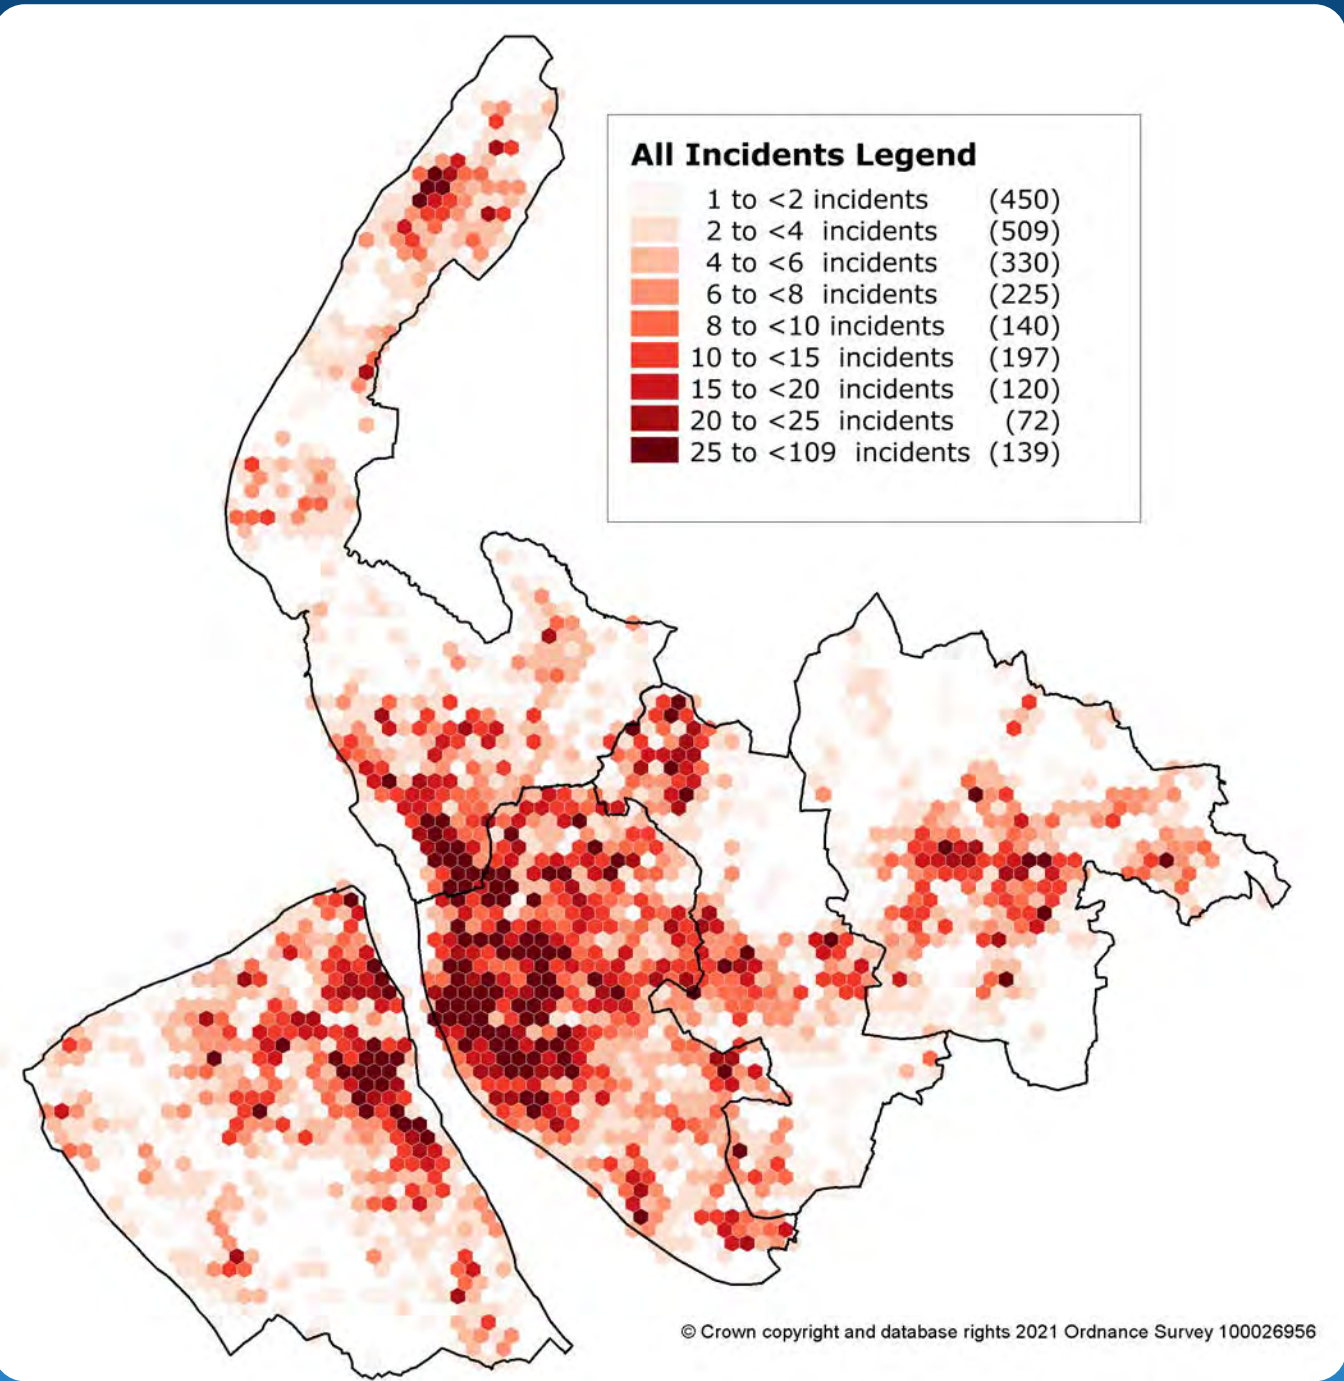 All Incidents Legend
1 to <2 incidents (450)
2 to <4 incidents (509)
4 to <6 incidents (330)
6 to <8 incidents (225)
8 to <10 incidents (140)
10 to <15 incidents (197)
15 to <20 incidents (120)
20 to <25 incidents (72)
25 to <109 incidents (139)
© Crown copyright and database rights 2021 Ordnance Survey 100026956